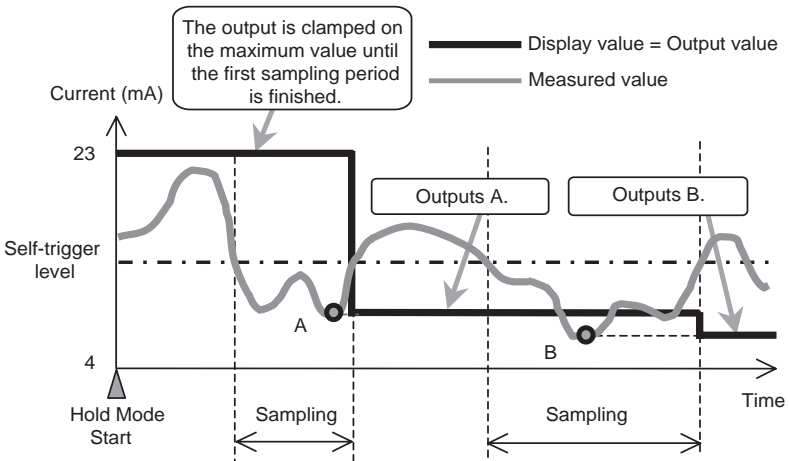 The output is clamped on
the maximum value until
the first sampling period
is finished.
Display value = Output value
Measured value
Current (mA)
23
Outputs A.
Outputs B.
Self-trigger
level
A
B
4
Time
Hold Mode
Start
Sampling
Sampling